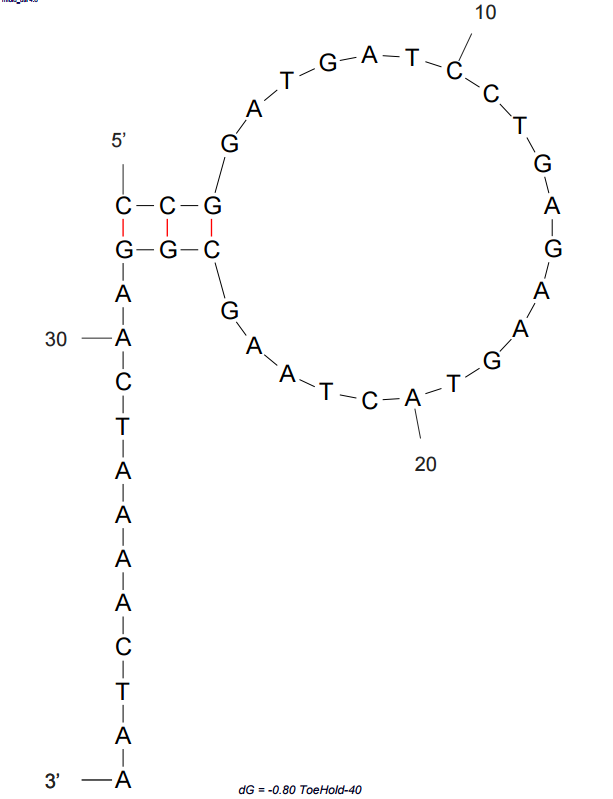 5’
C C G G A T G A T C
10
C T G A G A A G T A
20
C T A A G C G G A A
30
C T A A A A C T A A
3’
dG = -0.80 ToeHold-40